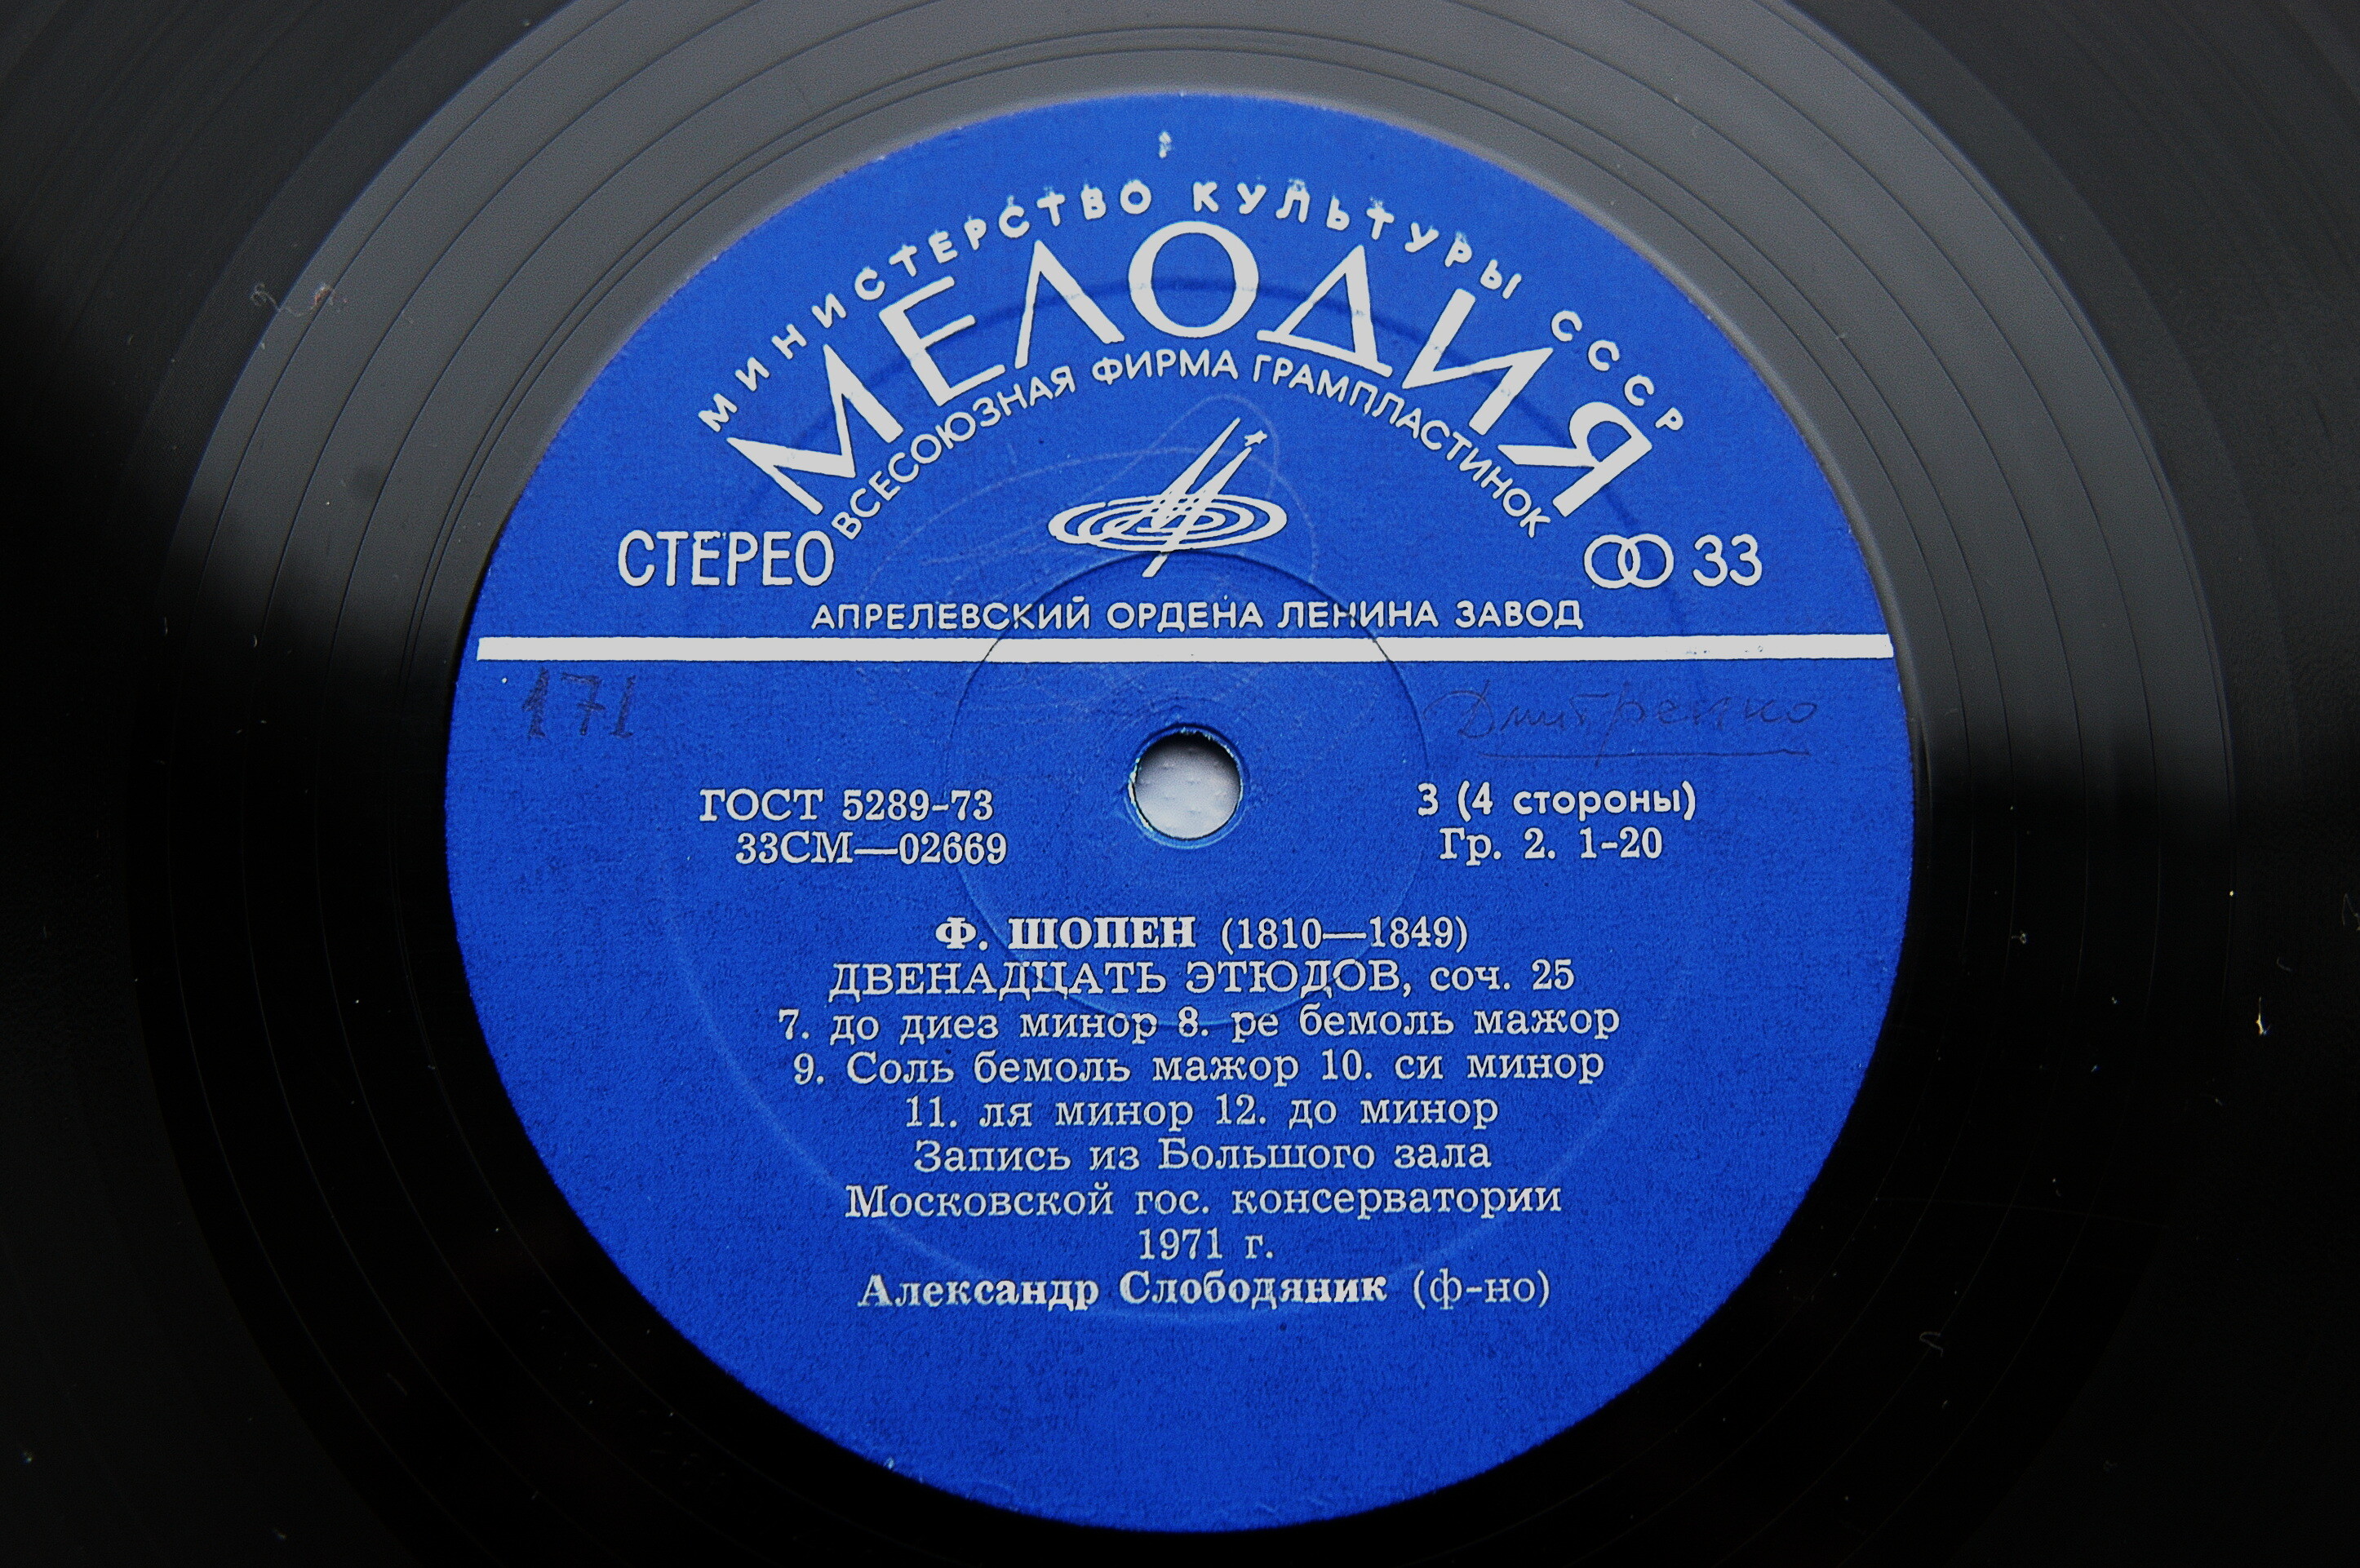 МИНИСТЕРСТВО КУЛЬТУРЫ СССР
МЕЛОДИЯ
ВСЕСОЮЗНАЯ ФИРМА ГРАМПЛАСТИНОК
СТЕРЕО 33
АПРЕЛЕВСКИЙ ОРДЕНА ЛЕНИНА ЗАВОД
171 Дмитренко
ГОСТ 5289-73 3 (4 стороны)
33СМ—02669 Гр. 2. 1-20
Ф. ШОПЕН (1810—1849)
ДВЕНАДЦАТЬ ЭТЮДОВ, соч. 25
7. до диез минор 8. ре бемоль мажор
9. Соль бемоль мажор 10. си минор
11. ля минор 12. до минор
Запись из Большого зала
Московской гос. консерватории
1971 г.
Александр Слободяник (ф-но)